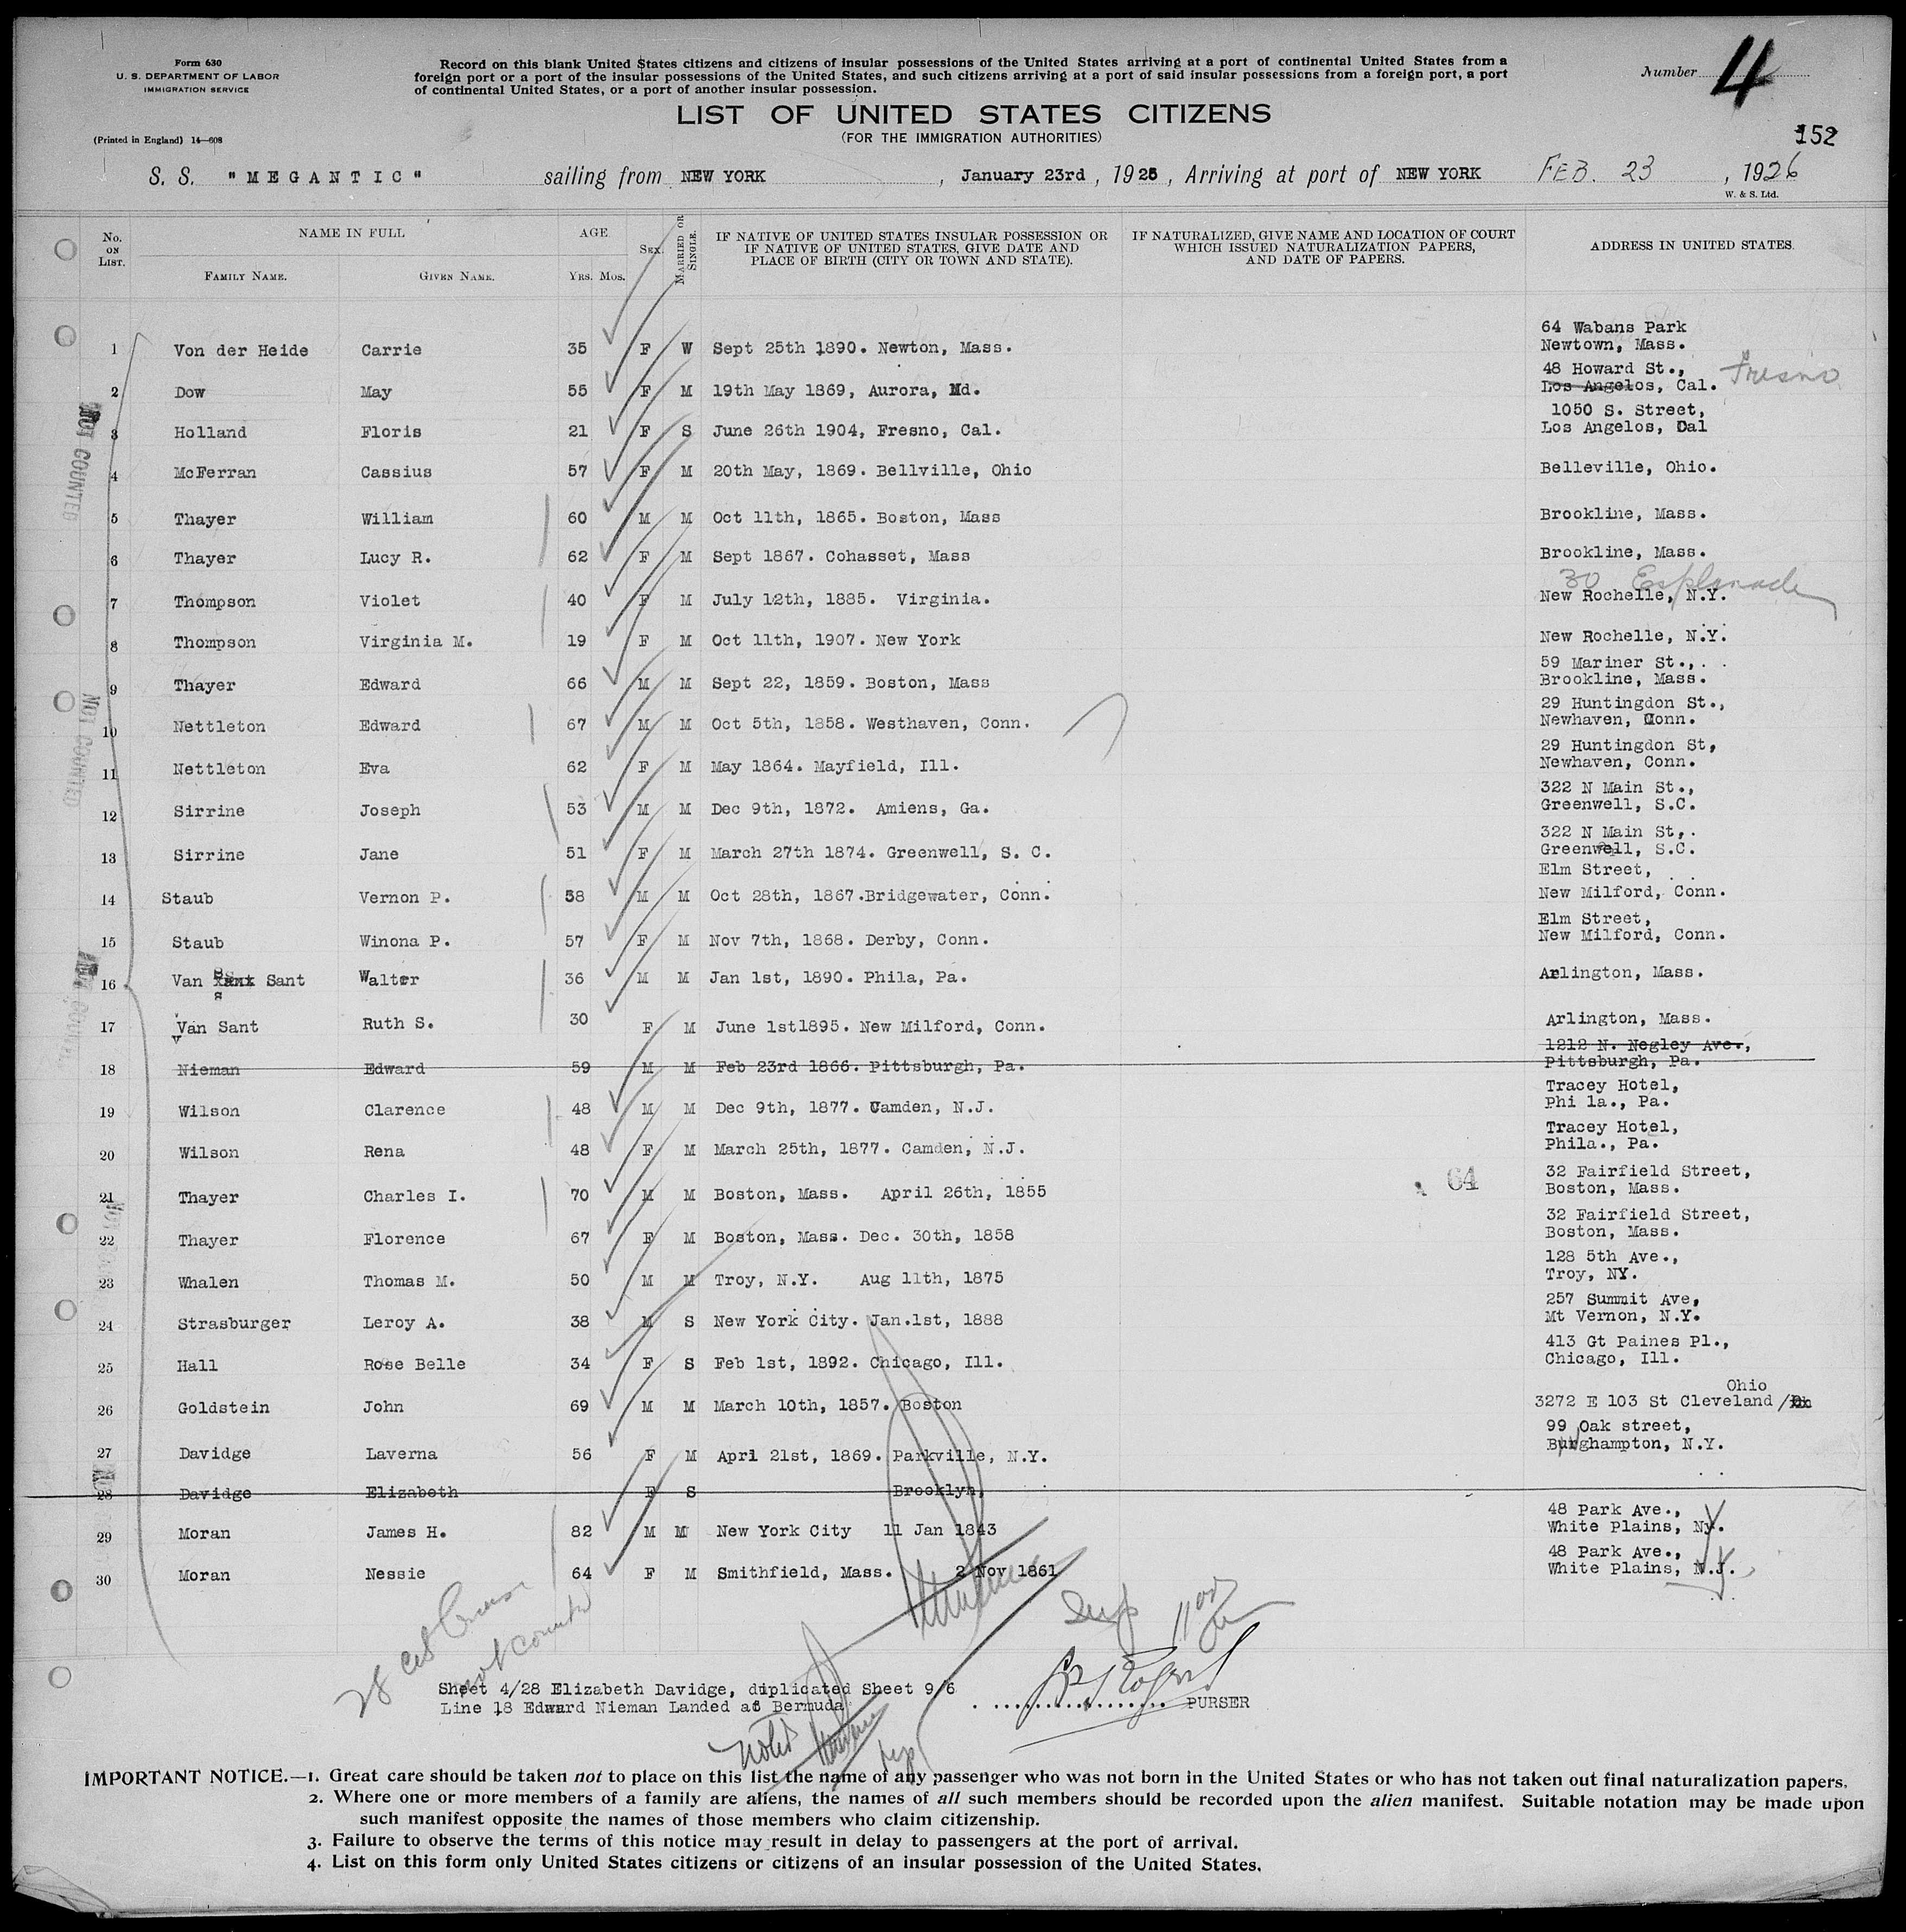 Form 630
U. S. DEPARTMENT OF LABOR
IMMIGRATION SERVICE
(Printed in England) 14—608
Record on this blank United States citizens and citizens of insular possessions of the United States arriving at a port of continental United States from a
foreign port or a port of the insular possessions of the United States, and such citizens arriving at a port of said insular possessions from a foreign port, a port
of continental United States, or a port of another insular possession.
Number 4
LIST OF UNITED STATES CITIZENS
(FOR THE IMMIGRATION AUTHORITIES)
152
S. S. "MEGANTIC" sailing from NEW YORK, January 23rd, 1926, Arriving at port of NEW YORK FEB. 23, 1926
W. & S. Ltd.
No. ON LIST.
NAME IN FULL
FAMILY NAME. GIVEN NAME.
AGE
YRS. MOS.
SEX.
MARRIED OR SINGLE.
IF NATIVE OF UNITED STATES INSULAR POSSESSION OR
IF NATIVE OF UNITED STATES, GIVE DATE AND
PLACE OF BIRTH (CITY OR TOWN AND STATE).
IF NATURALIZED, GIVE NAME AND LOCATION OF COURT
WHICH ISSUED NATURALIZATION PAPERS,
AND DATE OF PAPERS.
ADDRESS IN UNITED STATES.
1 Von der Heide Carrie 35 F W Sept 25th 1890. Newton, Mass. 64 Wabans Park
Newtown, Mass.
2 Dow May 55 F M 19th May 1869, Aurora, Md. 48 Howard St.,
Los Angelos, Cal. Fresno
3 Holland Floris 21 F S June 26th 1904, Fresno, Cal. 1050 S. Street,
Los Angelos, Cal
4 McFerran Cassius 57 F M 20th May, 1869. Bellville, Ohio Belleville, Ohio.
5 Thayer William 60 M M Oct 11th, 1865. Boston, Mass Brookline, Mass.
6 Thayer Lucy R. 62 F M Sept 1867. Cohasset, Mass Brookline, Mass.
30 Esplanade
7 Thompson Violet 40 F M July 12th, 1885. Virginia. New Rochelle, N.Y.
8 Thompson Virginia M. 19 F M Oct 11th, 1907. New York New Rochelle, N.Y.
9 Thayer Edward 66 M M Sept 22, 1859. Boston, Mass 59 Mariner St.,
Brookline, Mass.
10 Nettleton Edward 67 M M Oct 5th, 1858. Westhaven, Conn. 29 Huntingdon St.,
Newhaven, Conn.
11 Nettleton Eva 62 F M May 1864. Mayfield, Ill. 29 Huntingdon St,
Newhaven, Conn.
12 Sirrine Joseph 53 M M Dec 9th, 1872. Amiens, Ga. 322 N Main St.,
Greenwell, S.C.
13 Sirrine Jane 51 F M March 27th 1874. Greenwell, S. C. 322 N Main St,.
Greenwell, S.C.
14 Staub Vernon P. 58 M M Oct 28th, 1867.Bridgewater, Conn. Elm Street,
New Milford, Conn.
15 Staub Winona P. 57 F M Nov 7th, 1868. Derby, Conn. Elm Street,
New Milford, Conn.
16 Van Sant Walter 36 M M Jan 1st, 1890. Phila, Pa. Arlington, Mass.
17 Van Sant Ruth S. 30 F M June 1st1895. New Milford, Conn. Arlington, Mass.
18 Nieman Edward 59 M M Feb 23rd 1866. Pittsburgh, Pa. 1212 N. Negley Ave.,
Pittsburgh, Pa.
19 Wilson Clarence 48 M M Dec 9th, 1877. Camden, N.J. Tracey Hotel,
Phi la., Pa.
20 Wilson Rena 48 F M March 25th, 1877. Camden, N.J. Tracey Hotel,
Phila., Pa.
21 Thayer Charles I. 70 M M Boston, Mass. April 26th, 1855 64 32 Fairfield Street,
Boston, Mass.
22 Thayer Florence 67 F M Boston, Mass. Dec. 30th, 1858 32 Fairfield Street,
Boston, Mass.
23 Whalen Thomas M. 50 M M Troy, N.Y. Aug 11th, 1875 128 5th Ave.,
Troy, NY.
24 Strasburger Leroy A. 38 M S New York City. Jan.1st, 1888 257 Summit Ave,
Mt Vernon, N.Y.
25 Hall Rose Belle 34 F S Feb 1st, 1892. Chicago, Ill. 413 Gt Paines Pl.,
Chicago, Ill.
26 Goldstein John 69 M M March 10th, 1857. Boston 3272 E 103 St Cleveland / Ohio
27 Davidge Laverna 56 F M Aprl 21st, 1869. Parkville, N.Y. 99 Oak street,
Burghampton, N.Y.
28 Davidge Elizabeth F S Brooklyn,
29 Moran James H. 82 M M New York City 11 Jan 1843 48 Park Ave.,
White Plains, Ny.
30 Moran Nessie 64 F M Smithfield, Mass. 2 Nov 1861 48 Park Ave.,
White Plains, N.J.
NOT COUNTED
NOT COUNTED
28 cit Cruise
not counted
Sheet 4/28 Elizabeth Davidge, duplicated Sheet 9/6
Line 18 Edward Nieman Landed at Bermuda
PURSER
Noted
IMPORTANT NOTICE.—1. Great care should be taken not to place on this list the name of any passenger who was not born in the United States or who has not taken out final naturalization papers.
2. Where one or more members of a family are aliens, the names of all such members should be recorded upon the alien manifest. Suitable notation may be made upon
such manifest opposite the names of those members who claim citizenship.
3. Failure to observe the terms of this notice may result in delay to passengers at the port of arrival.
4. List on this form only United States citizens or citizens of an insular possession of the United States.